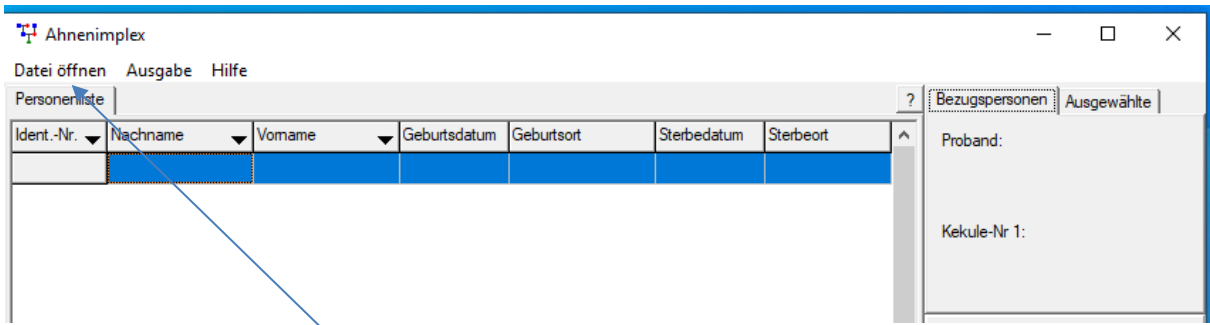 Ahnenimplex
Datei öffnen Ausgabe Hilfe
Personenliste ? Bezugspersonen Ausgewählte
Ident.-Nr. Nachname Vorname Geburtsdatum Geburtsort Sterbedatum Sterbeort
Proband:
Kekule-Nr 1: